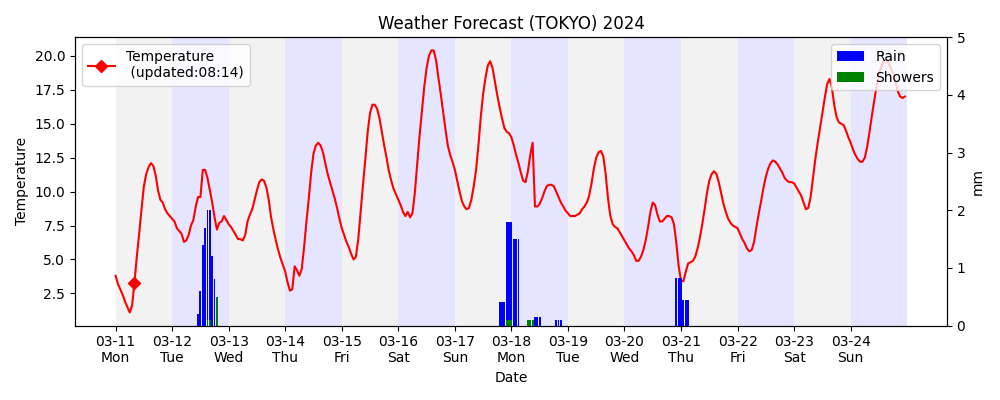 Weather Forecast (TOKYO) 2024
Temperature
(updated:08:14)
Rain
Showers
Temperature
20.0
17.5
15.0
12.5
10.0
7.5
5.0
2.5
5
4
3
2
1
0
mm
03-11 03-12 03-13 03-14 03-15 03-16 03-17 03-18 03-19 03-20 03-21 03-22 03-23 03-24
Mon Tue Wed Thu Fri Sat Sun Mon Tue Wed Thu Fri Sat Sun
Date